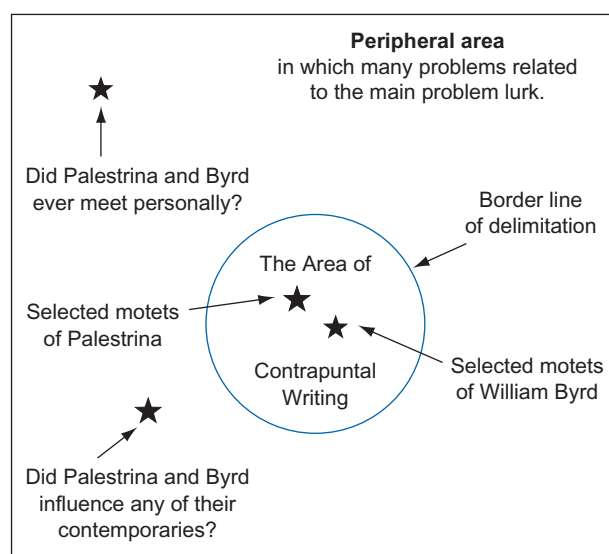 Peripheral area
in which many problems related
to the main problem lurk.
Did Palestrina and Byrd
ever meet personally?
Border line
of delimitation
The Area of
Selected motets
of Palestrina
Contrapuntal
Writing
Selected motets
of William Byrd
Did Palestrina and Byrd
influence any of their
contemporaries?